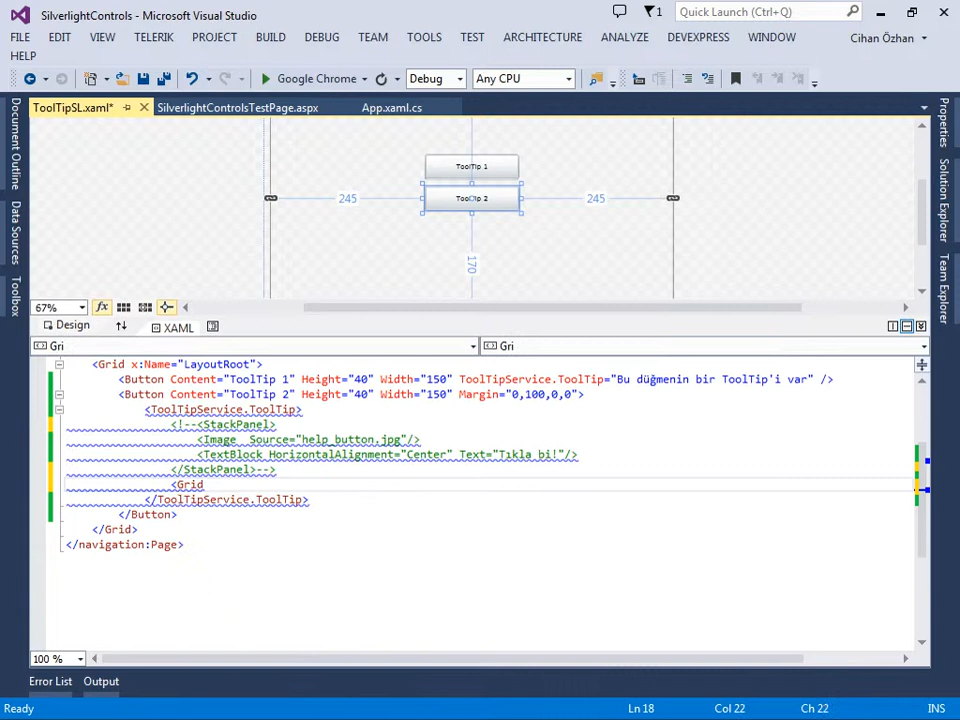 SilverlightControls - Microsoft Visual Studio
1
Quick Launch (Ctrl+Q)
FILE EDIT VIEW TELERIK PROJECT BUILD DEBUG TEAM TOOLS TEST ARCHITECTURE ANALYZE DEVEXPRESS WINDOW
Cihan Özhan
HELP
Google Chrome
Debug
Any CPU
ToolTipSL.xaml*
SilverlightControlsTestPage.aspx
App.xaml.cs
Document Outline
Data Sources
Toolbox
Properties
Solution Explorer
Team Explorer
ToolTip 1
245
ToolTip 2
245
170
67%
fx
Design
XAML
Gri
Gri
<Grid x:Name="LayoutRoot">
<Button Content="ToolTip 1" Height="40" Width="150" ToolTipService.ToolTip="Bu düğmenin bir ToolTip'i var" />
<Button Content="ToolTip 2" Height="40" Width="150" Margin="0,100,0,0">
<ToolTipService.ToolTip>
<!--<StackPanel>
<Image  Source="help_button.jpg"/>
<TextBlock HorizontalAlignment="Center" Text="Tıkla bi!"/>
</StackPanel>-->
<Grid
</ToolTipService.ToolTip>
</Button>
</Grid>
</navigation:Page>
100 %
Error List
Output
Ready
Ln 18
Col 22
Ch 22
INS